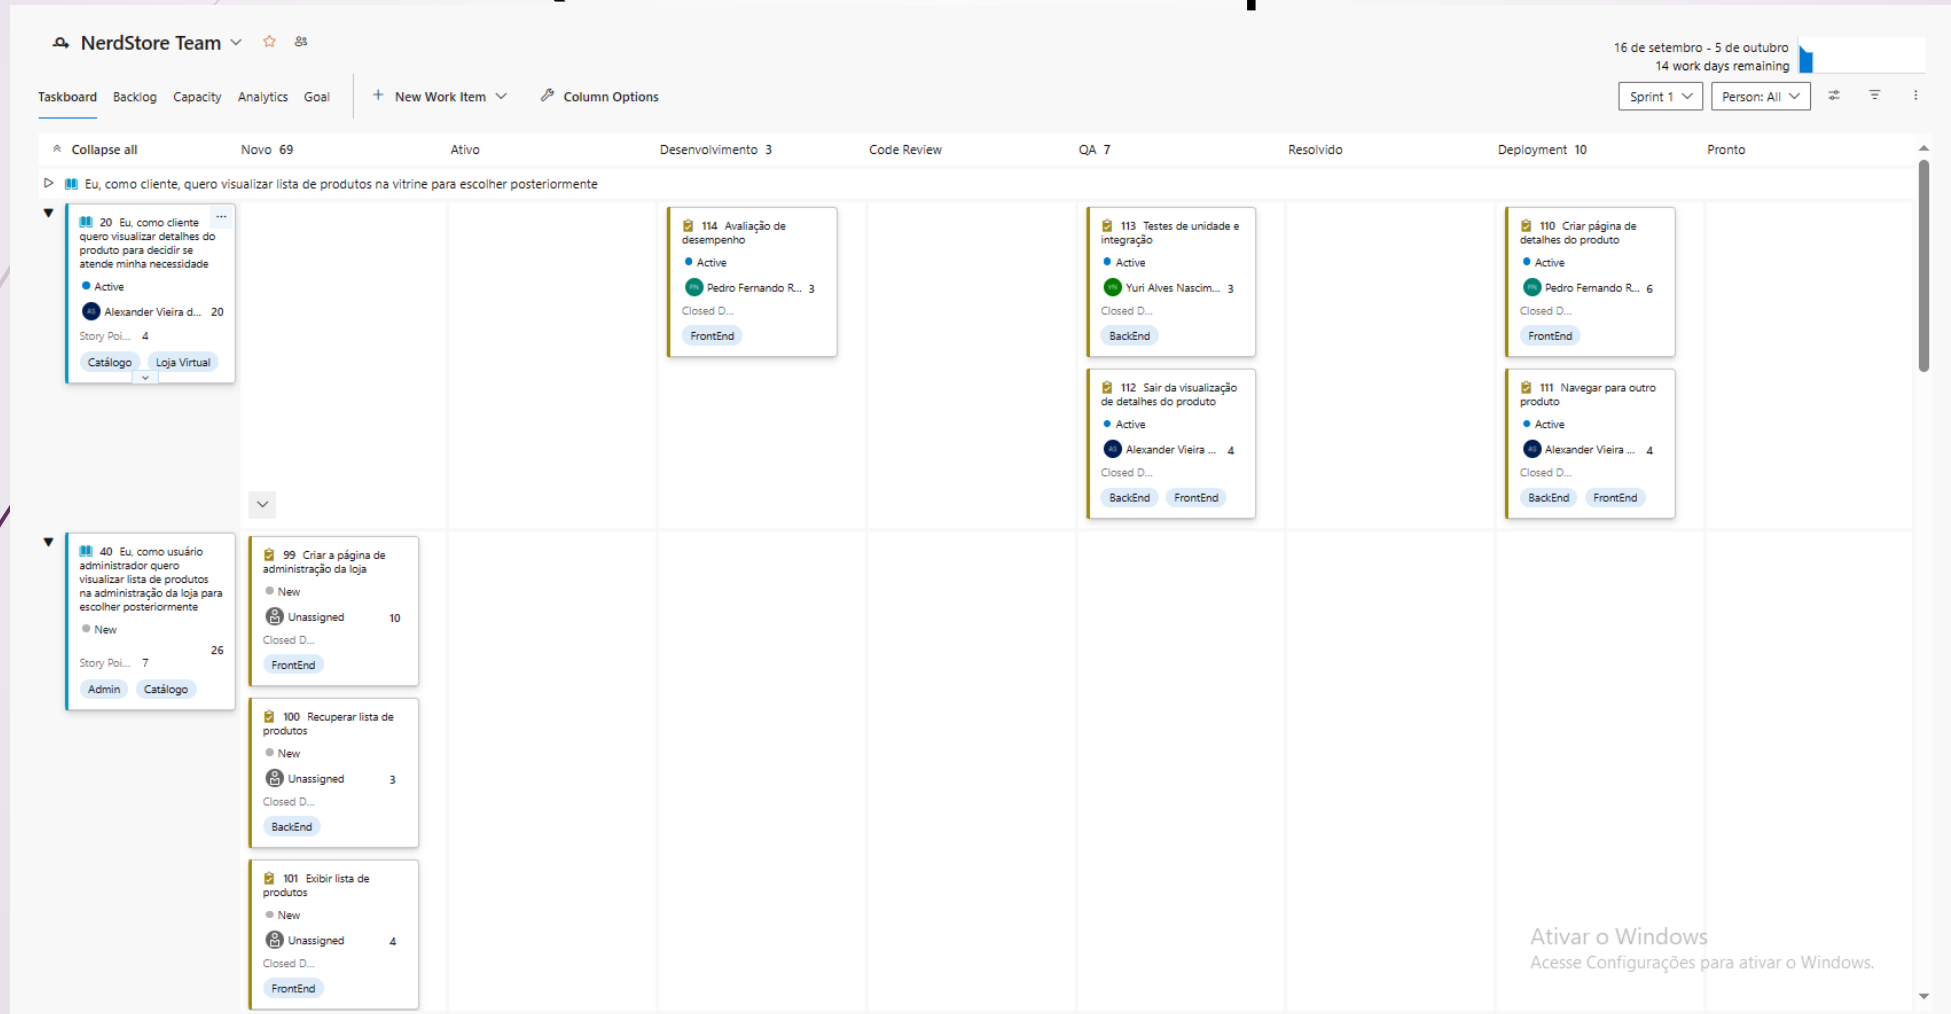 NerdStore Team
16 de setembro - 5 de outubro
14 work days remaining
Taskboard Backlog Capacity Analytics Goal New Work Item Column Options
Sprint 1 Person: All
Collapse all Novo 69 Ativo Desenvolvimento 3 Code Review QA 7 Resolvido Deployment 10 Pronto
Eu, como cliente, quero visualizar lista de produtos na vitrine para escolher posteriormente
20 Eu, como cliente
quero visualizar detalhes do
produto para decidir se
atende minha necessidade
Active
AS Alexander Vieira d... 20
Story Poi... 4
Catálogo Loja Virtual
114 Avaliação de
desempenho
Active
PN Pedro Fernando R... 3
Closed D...
FrontEnd
113 Testes de unidade e
integração
Active
YN Yuri Alves Nascim... 3
Closed D...
BackEnd
112 Sair da visualização
de detalhes do produto
Active
AS Alexander Vieira ... 4
Closed D...
BackEnd FrontEnd
110 Criar página de
detalhes do produto
Active
PN Pedro Fernando R... 6
Closed D...
FrontEnd
111 Navegar para outro
produto
Active
AS Alexander Vieira ... 4
Closed D...
BackEnd FrontEnd
40 Eu, como usuário
administrador quero
visualizar lista de produtos
na administração da loja para
escolher posteriormente
New
26
Story Poi... 7
Admin Catálogo
99 Criar a página de
administração da loja
New
Unassigned 10
Closed D...
FrontEnd
100 Recuperar lista de
produtos
New
Unassigned 3
Closed D...
BackEnd
101 Exibir lista de
produtos
New
Unassigned 4
Closed D...
FrontEnd
Ativar o Windows
Acesse Configurações para ativar o Windows.